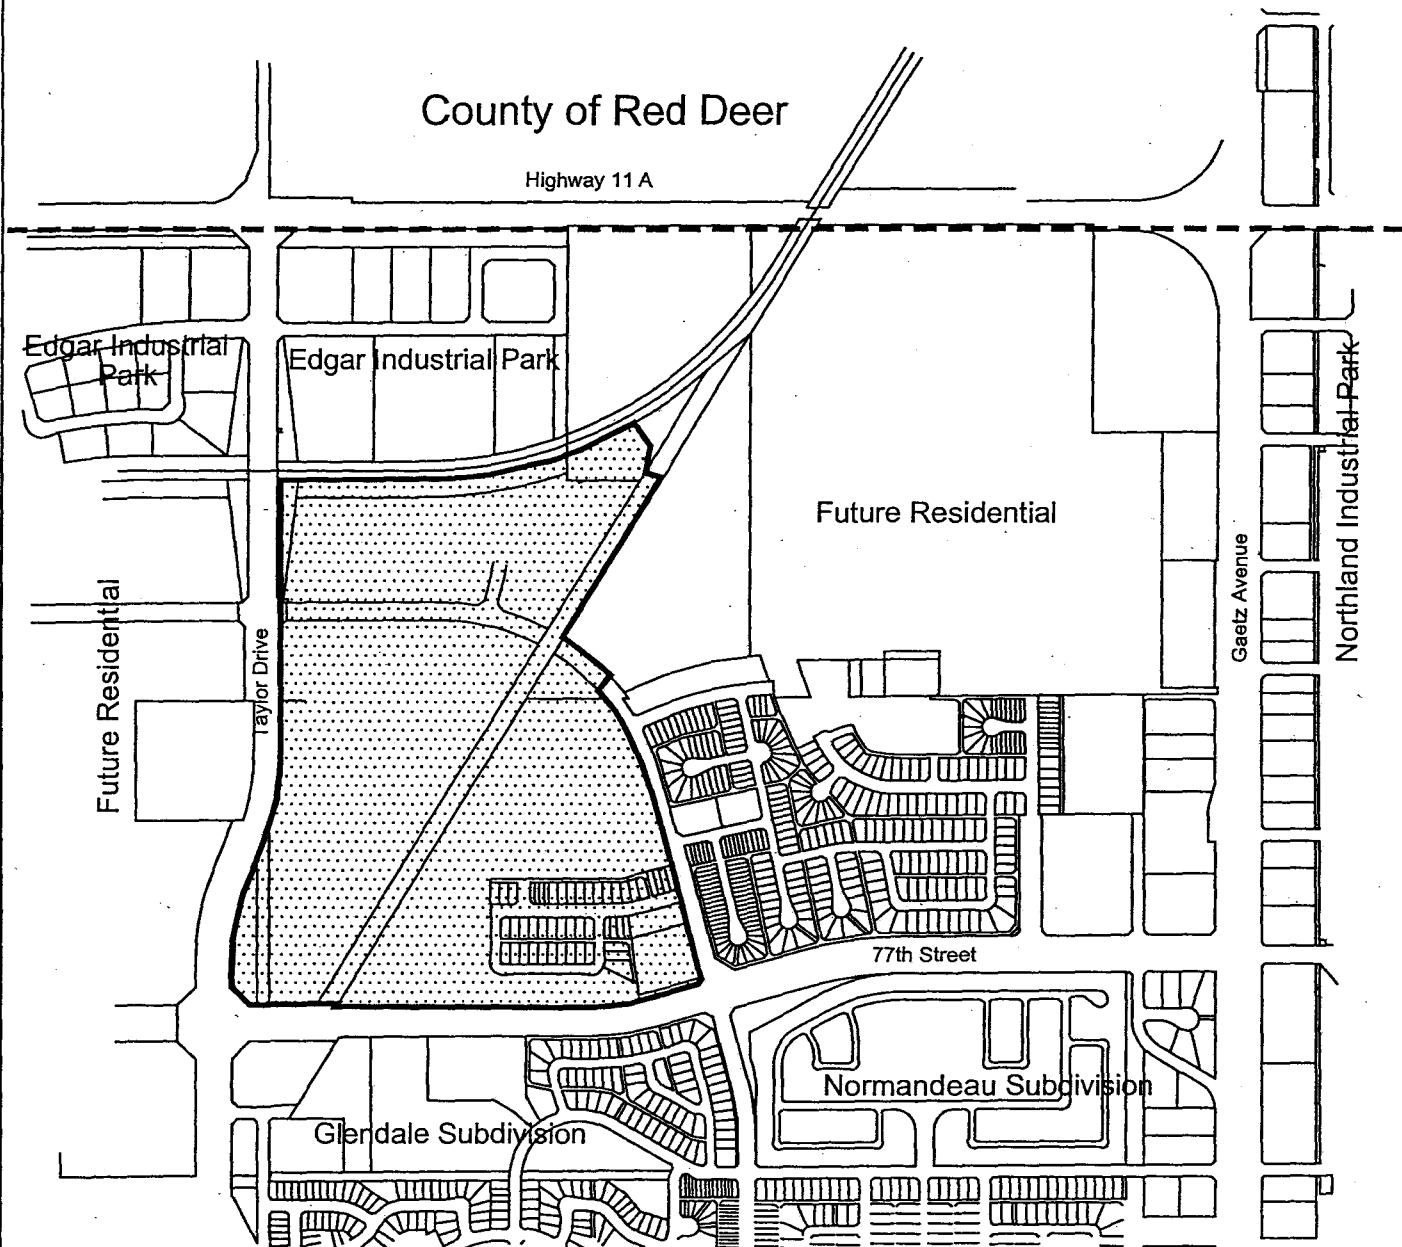 County of Red Deer
Highway 11 A
Edgar Industrial
Park
Edgar Industrial Park
Northland Industrial Park
Future Residential
Gaetz Avenue
Future Residential
Taylor Drive
77th Street
Normandeau Subdivision
Glendale Subdivision